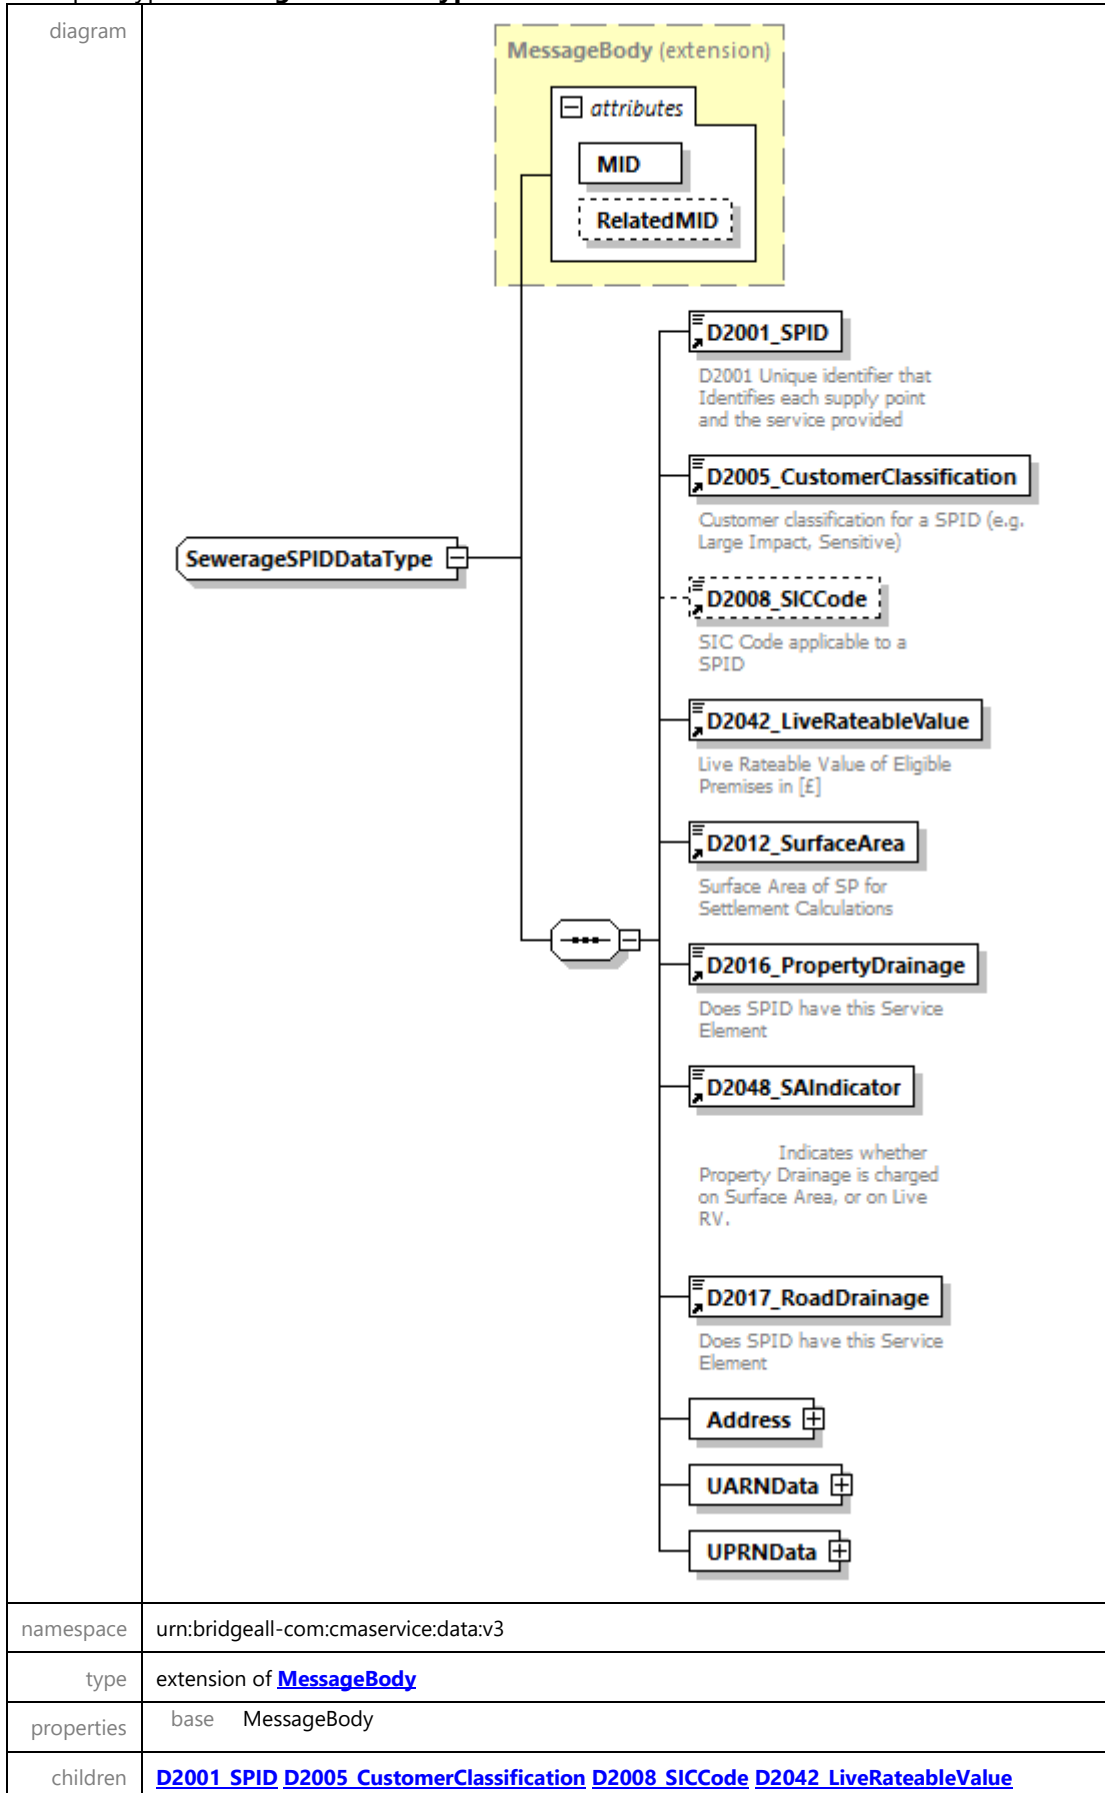 diagram
MessageBody (extension)
attributes
MID
RelatedMID
D2001_SPID
D2001 Unique identifier that
Identifies each supply point
and the service provided
D2005_CustomerClassification
Customer classification for a SPID (e.g.
Large Impact, Sensitive)
SewerageSPIDDataType
D2008_SICCode
SIC Code applicable to a
SPID
D2042_LiveRateableValue
Live Rateable Value of Eligible
Premises in [£]
D2012_SurfaceArea
Surface Area of SP for
Settlement Calculations
D2016_PropertyDrainage
Does SPID have this Service
Element
D2048_SAIndicator
Indicates whether
Property Drainage is charged
on Surface Area, or on Live
RV.
D2017_RoadDrainage
Does SPID have this Service
Element
Address
UARNData
UPRNData
namespace urn:bridgeall-com:cmaservice:data:v3
type extension of MessageBody
properties base MessageBody
children D2001_SPID D2005_CustomerClassification D2008_SICCode D2042_LiveRateableValue